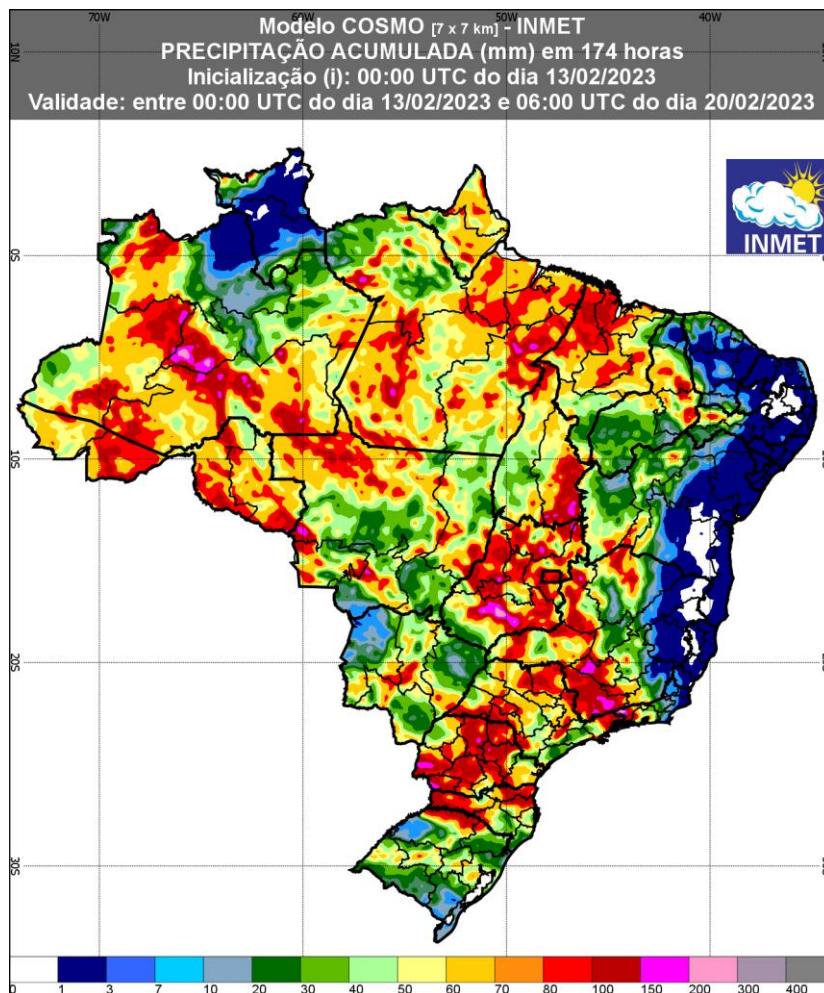 Modelo COSMO [7 x 7 km] - INMET
PRECIPITAÇÃO ACUMULADA (mm) em 174 horas
Inicialização (i): 00:00 UTC do dia 13/02/2023
Validade: entre 00:00 UTC do dia 13/02/2023 e 06:00 UTC do dia 20/02/2023
70W 60W 50W 40W
10N
INMET
0S
10S
20S
30S
0 1 3 7 10 20 30 40 50 60 70 80 100 150 200 300 400